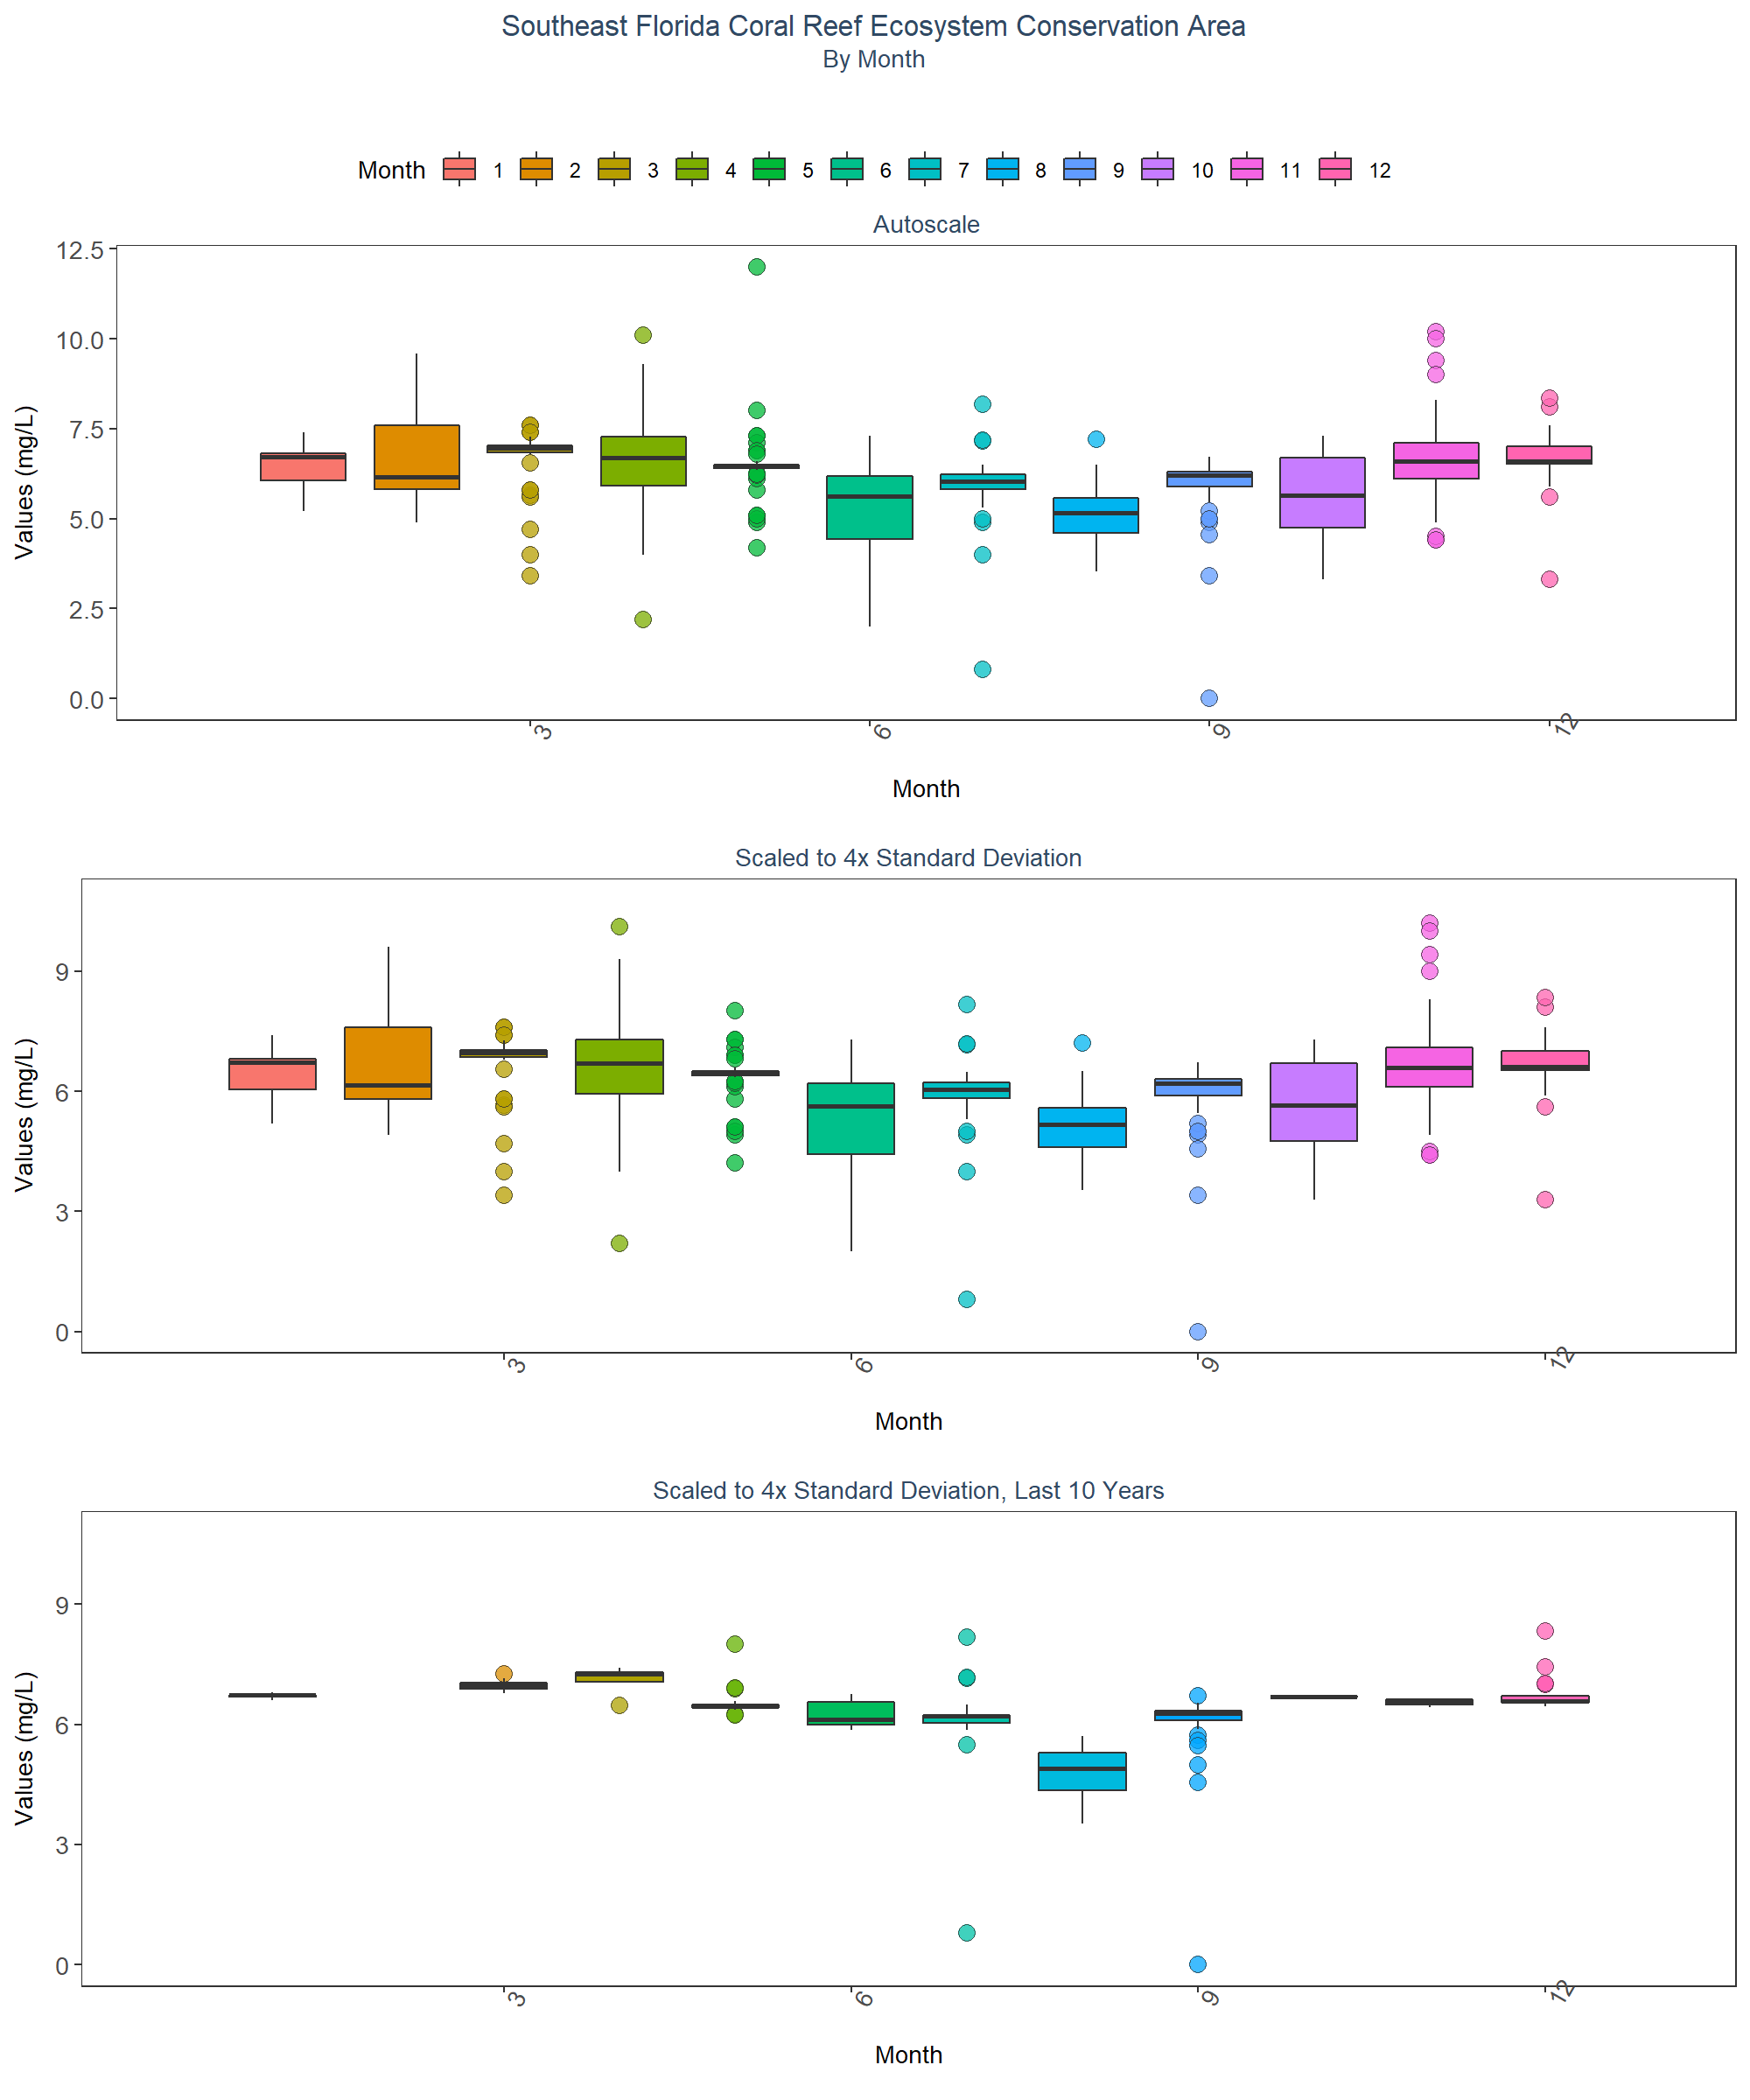 Southeast Florida Coral Reef Ecosystem Conservation Area
By Month
Month 1 2 3 4 5 6 7 8 9 10 11 12
Autoscale
12.5
10.0
7.5
5.0
2.5
0.0
Values (mg/L)
3 6 9 12
Month
Scaled to 4x Standard Deviation
9
6
3
0
Values (mg/L)
3 6 9 12
Month
Scaled to 4x Standard Deviation, Last 10 Years
9
6
3
0
Values (mg/L)
3 6 9 12
Month